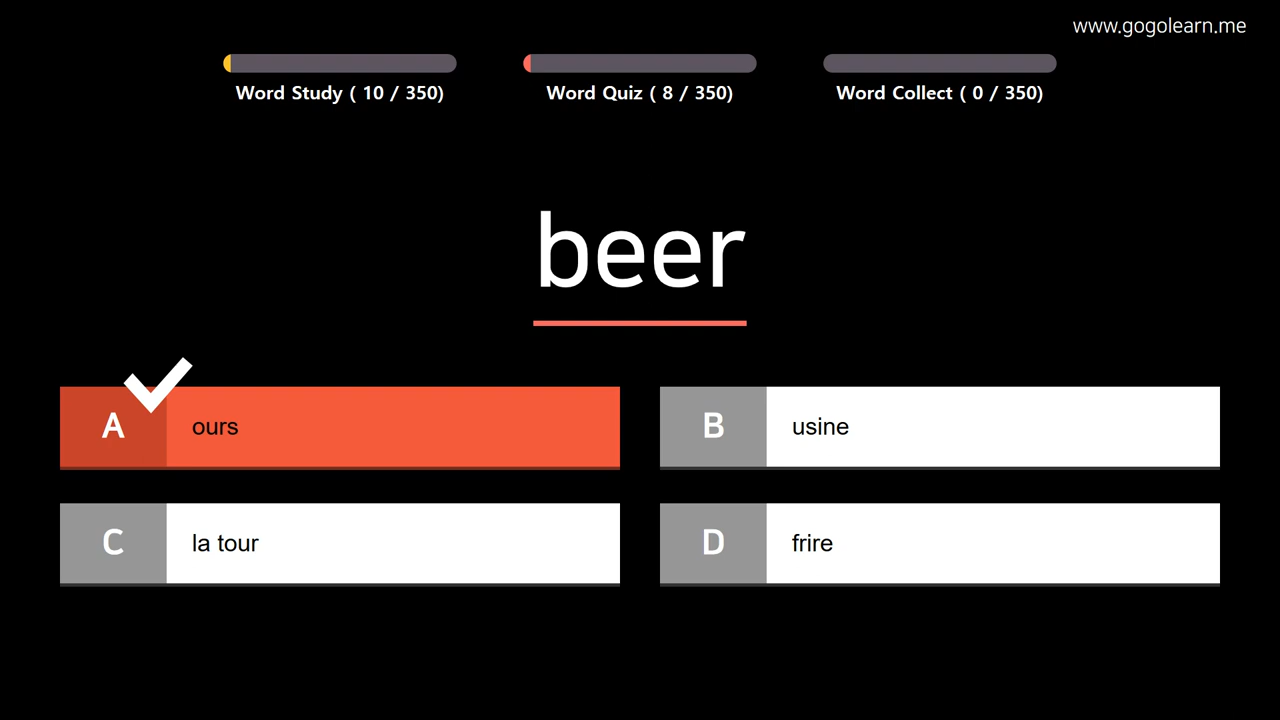 www.gogolearn.me
Word Study ( 10 / 350)
Word Quiz ( 8 / 350)
Word Collect ( 0 / 350)
beer
A ours
B usine
C la tour
D frire